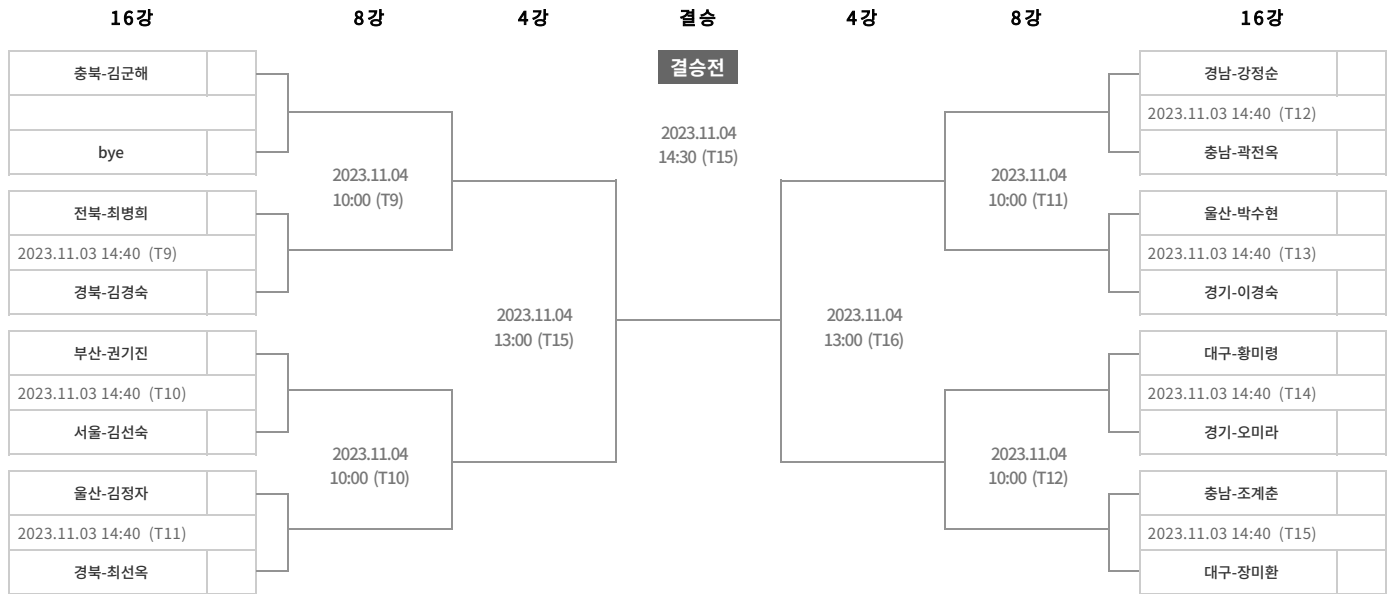 16강 8강 4강 결승 4강 8강 16강
결승전
2023.11.04
14:30 (T15)
충북-김군해
bye
전북-최병희
2023.11.03 14:40 (T9)
경북-김경숙
부산-권기진
2023.11.03 14:40 (T10)
서울-김선숙
울산-김정자
2023.11.03 14:40 (T11)
경북-최선옥
2023.11.04
10:00 (T9)
2023.11.04
10:00 (T10)
2023.11.04
13:00 (T15)
2023.11.04
13:00 (T16)
2023.11.04
10:00 (T11)
2023.11.04
10:00 (T12)
경남-강정순
2023.11.03 14:40 (T12)
충남-곽전옥
울산-박수현
2023.11.03 14:40 (T13)
경기-이경숙
대구-황미령
2023.11.03 14:40 (T14)
경기-오미라
충남-조계춘
2023.11.03 14:40 (T15)
대구-장미환